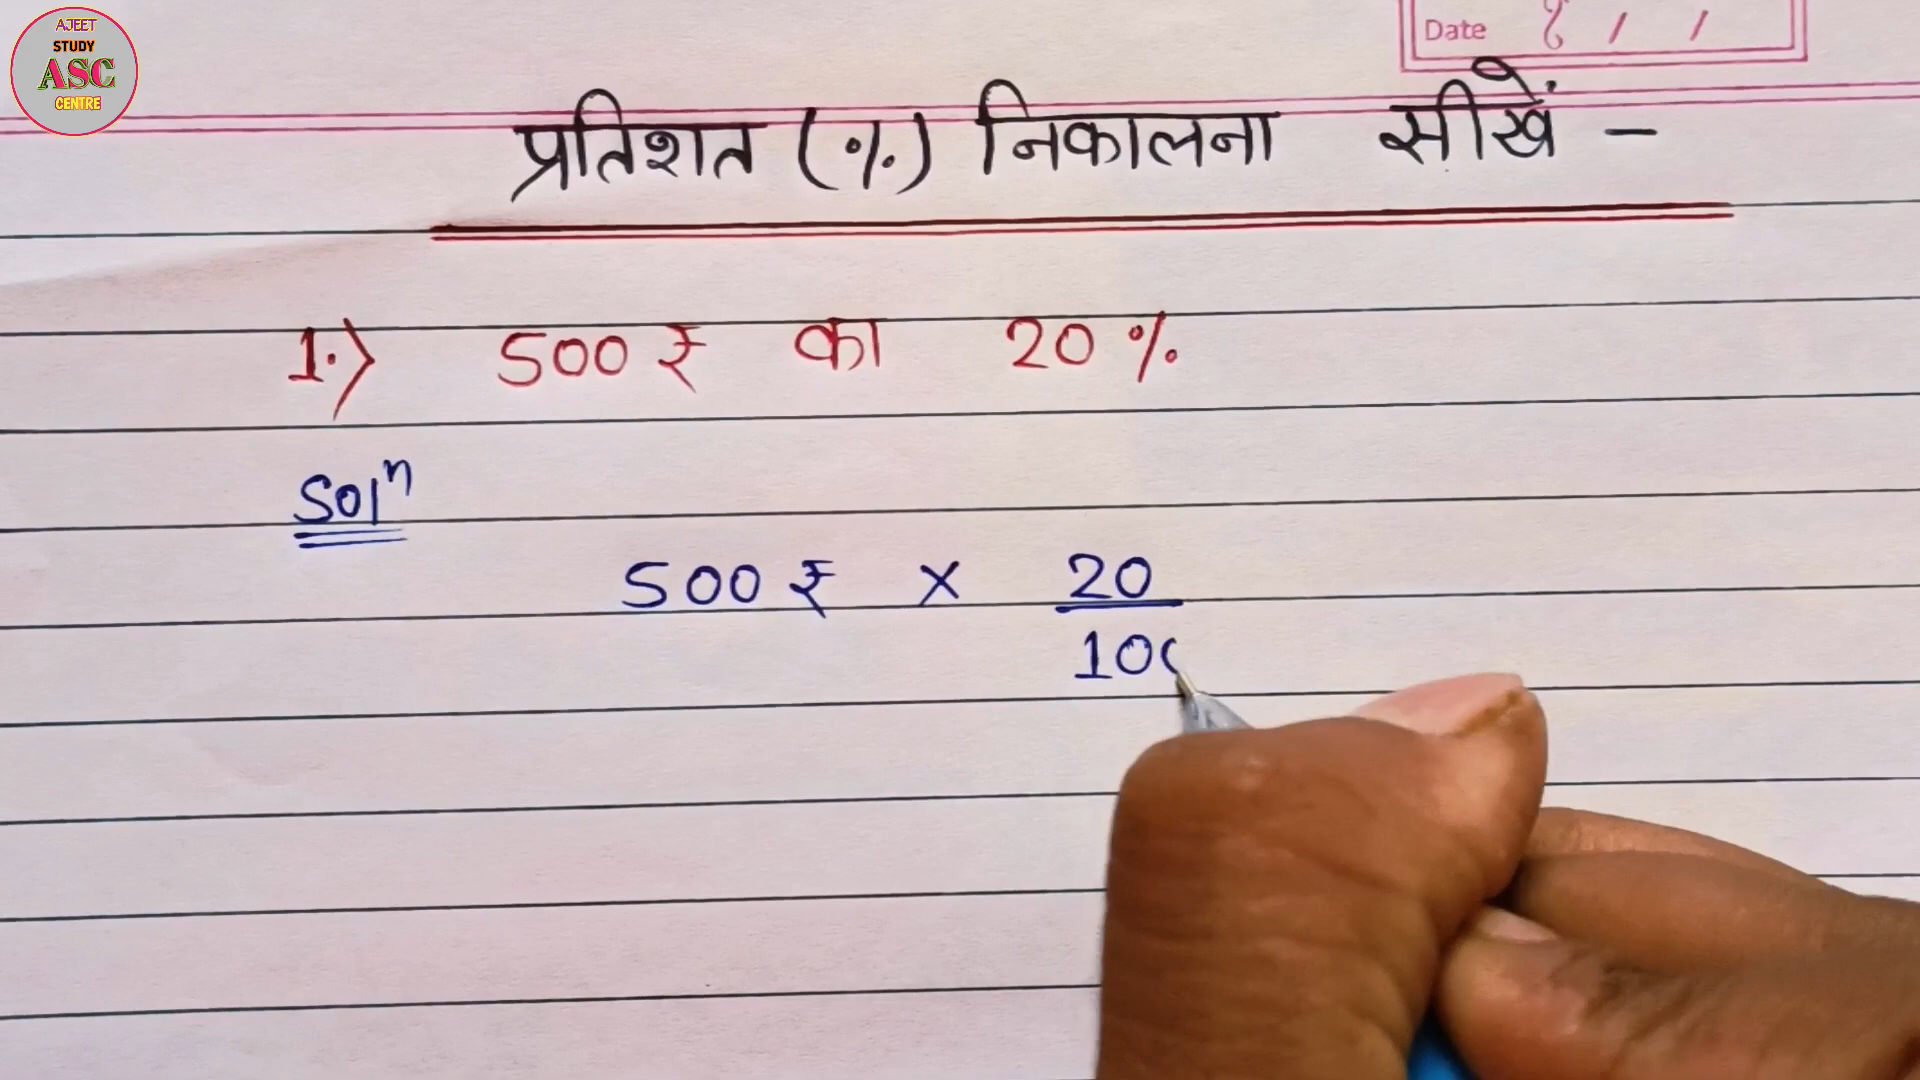 AJEET
STUDY
ASC
CENTRE
Date / /
प्रतिशत (%) निकालना सीखें –
1.) 500 ₹ का 20 %
Solⁿ
500 ₹ × 20
100